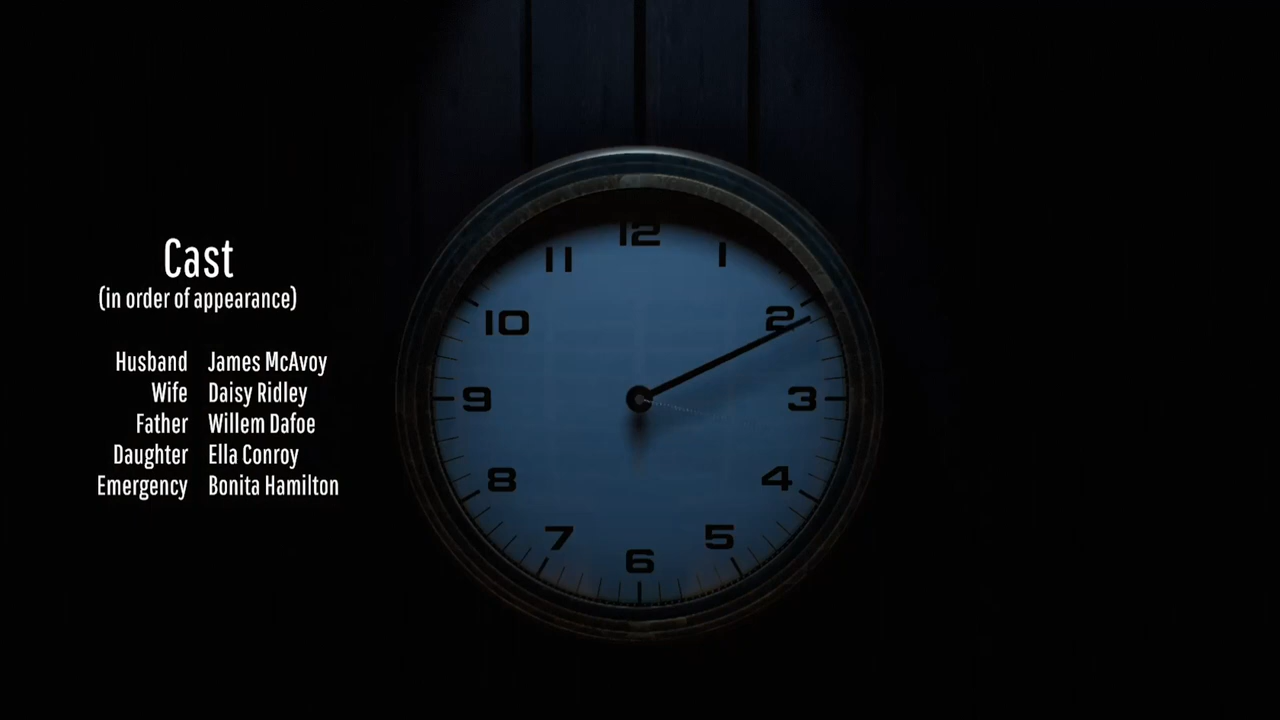 Cast
(in order of appearance)
Husband James McAvoy
Wife Daisy Ridley
Father Willem Dafoe
Daughter Ella Conroy
Emergency Bonita Hamilton
12
11 1
10 2
9 3
8 4
7 5
6